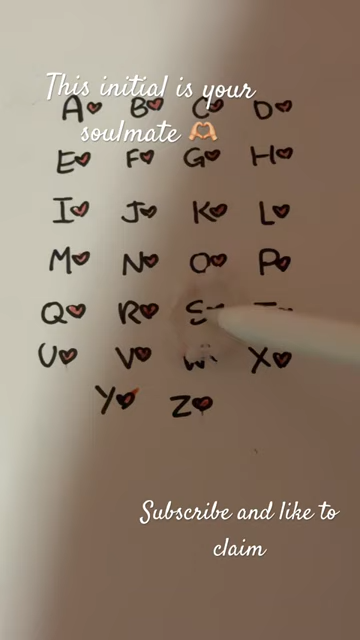 This initial is your
soulmate 🫶🏻
A B C D
E F G H
I J K L
M N O P
Q R S
U V W X
Y Z
Subscribe and like to
claim